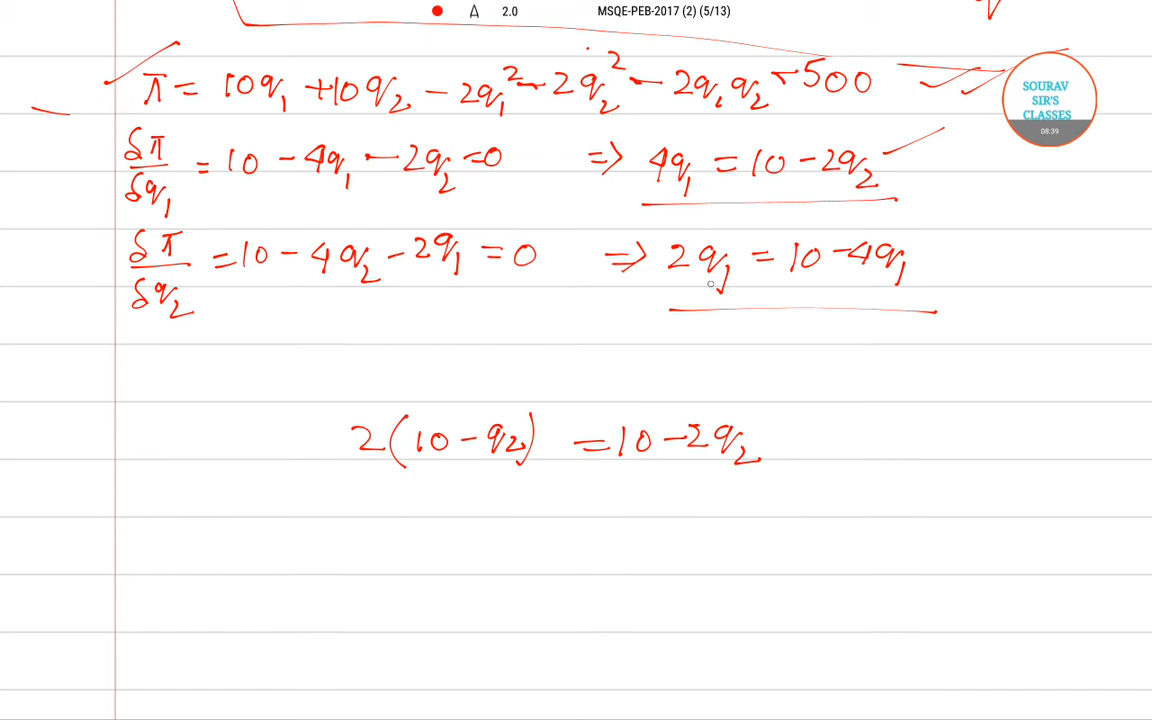 2.0 MSQE-PEB-2017 (2) (5/13)
π = 10q₁ + 10q₂ - 2q₁² - 2q₂² - 2q₁q₂ - 500
SOURAV
SIR'S
CLASSES
08:39
δπ/δq₁ = 10 - 4q₁ - 2q₂ = 0 ⇒ 4q₁ = 10 - 2q₂
δπ/δq₂ = 10 - 4q₂ - 2q₁ = 0 ⇒ 2q₁ = 10 - 4q₁
2(10 - q₂) = 10 - 2q₂